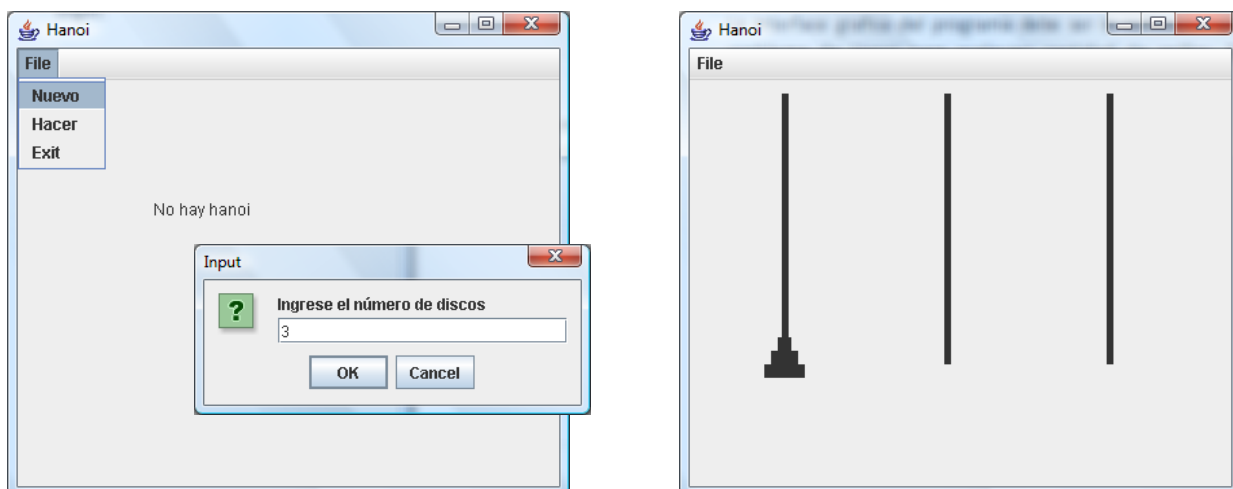 Hanoi
File
Nuevo
Hacer
Exit
No hay hanoi
Input
Ingrese el número de discos
3
OK
Cancel
Hanoi
File